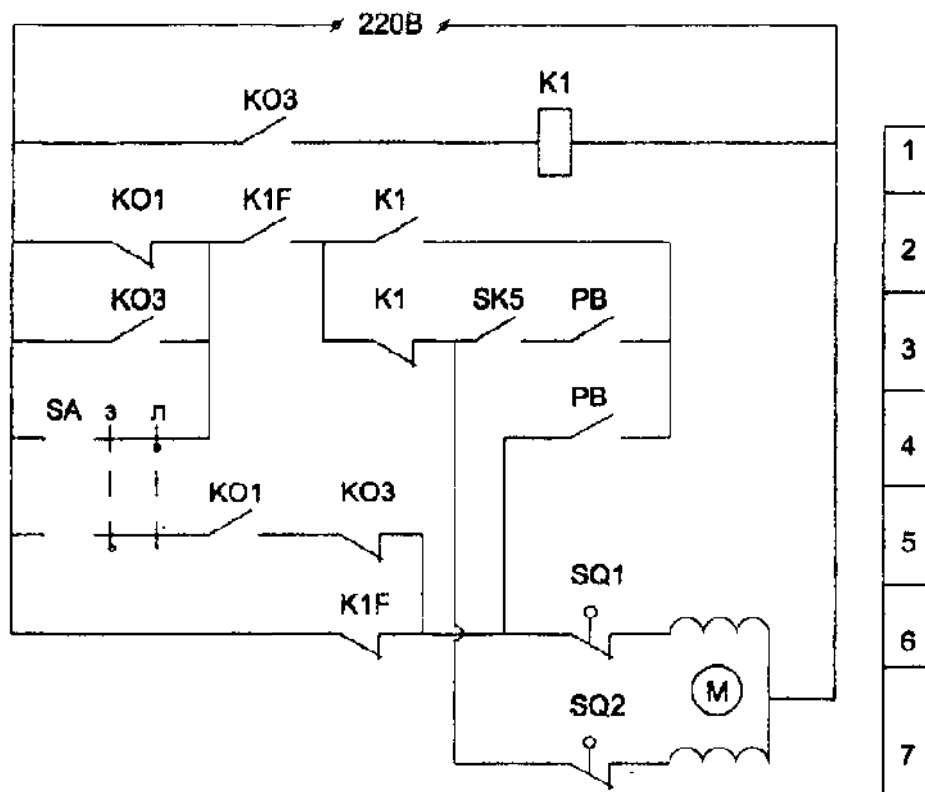 220В
КО3 К1
1
КО1 К1F К1
2
КО3 К1 SK5 РВ
3
SA з л РВ
4
КО1 КО3
5
К1F SQ1
6
М
SQ2
7